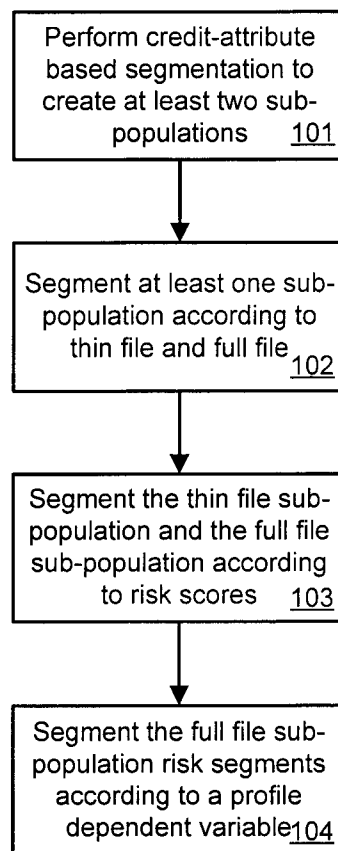 Perform credit-attribute
based segmentation to
create at least two sub-
populations 101
Segment at least one sub-
population according to
thin file and full file
102
Segment the thin file sub-
population and the full file
sub-population according
to risk scores 103
Segment the full file sub-
population risk segments
according to a profile
dependent variable 104